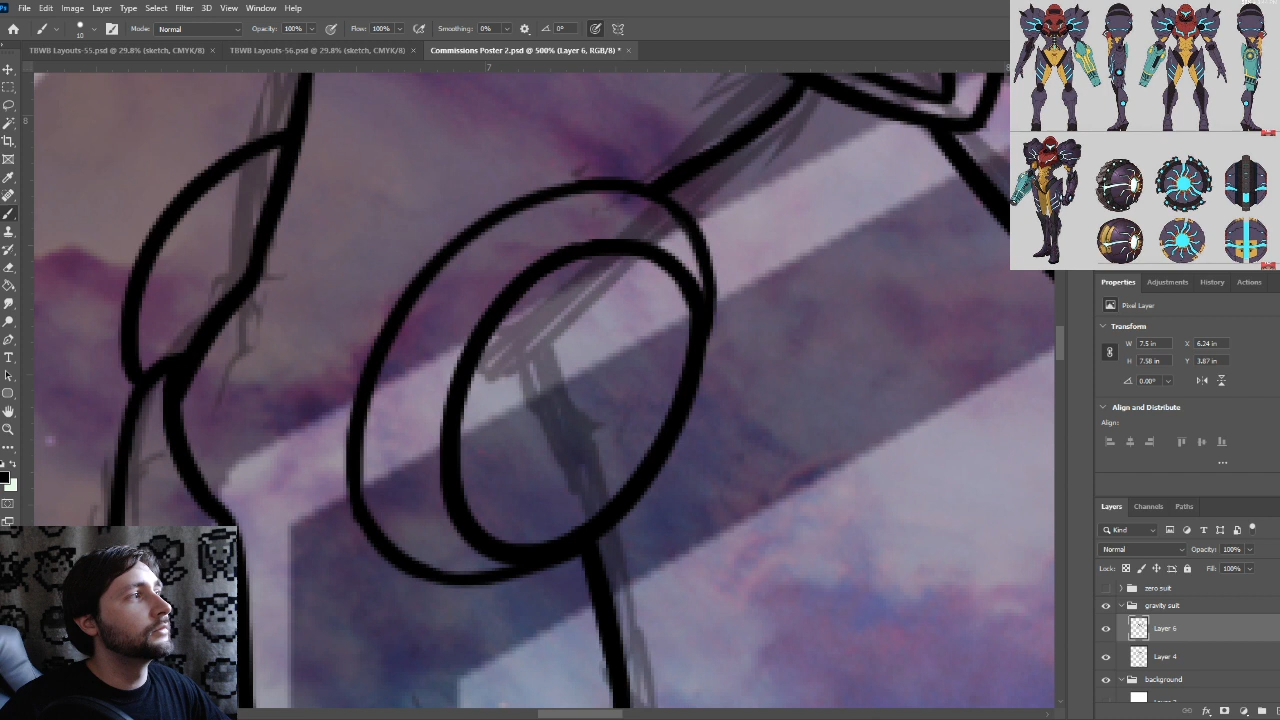 File Edit Image Layer Type Select Filter 3D View Window Help
10 Mode: Normal Opacity: 100% Flow: 100% Smoothing: 0% 0°
TBWB Layouts-55.psd @ 29.8% (sketch, CMYK/8) × TBWB Layouts-56.psd @ 29.8% (sketch, CMYK/8) × Commissions Poster 2.psd @ 500% (Layer 6, RGB/8) * ×
7
8
Properties Adjustments History Actions
Pixel Layer
Transform
W 7.5 in X 6.24 in
H 7.58 in Y 3.87 in
0.00°
Align and Distribute
Align:
Layers Channels Paths
Kind
Normal Opacity: 100%
Lock: Fill: 100%
zero suit
gravity suit
Layer 6
Layer 4
background